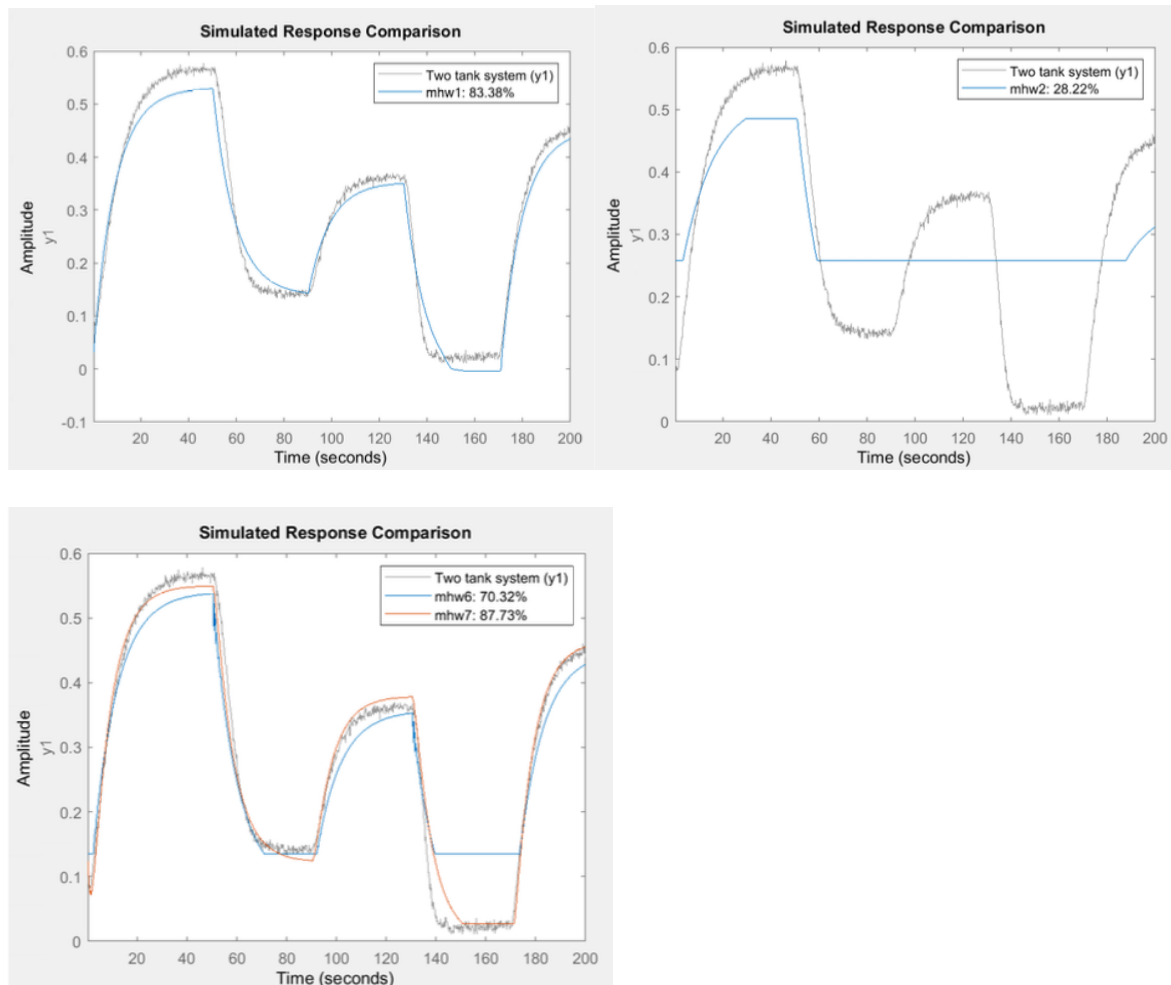 Simulated Response Comparison
Two tank system (y1)
mhw1: 83.38%
0.6
0.5
0.4
0.3
0.2
0.1
0
-0.1
Amplitude
y1
20 40 60 80 100 120 140 160 180 200
Time (seconds)
Simulated Response Comparison
Two tank system (y1)
mhw2: 28.22%
0.6
0.5
0.4
0.3
0.2
0.1
0
Amplitude
y1
20 40 60 80 100 120 140 160 180 200
Time (seconds)
Simulated Response Comparison
Two tank system (y1)
mhw6: 70.32%
mhw7: 87.73%
0.6
0.5
0.4
0.3
0.2
0.1
0
Amplitude
y1
20 40 60 80 100 120 140 160 180 200
Time (seconds)